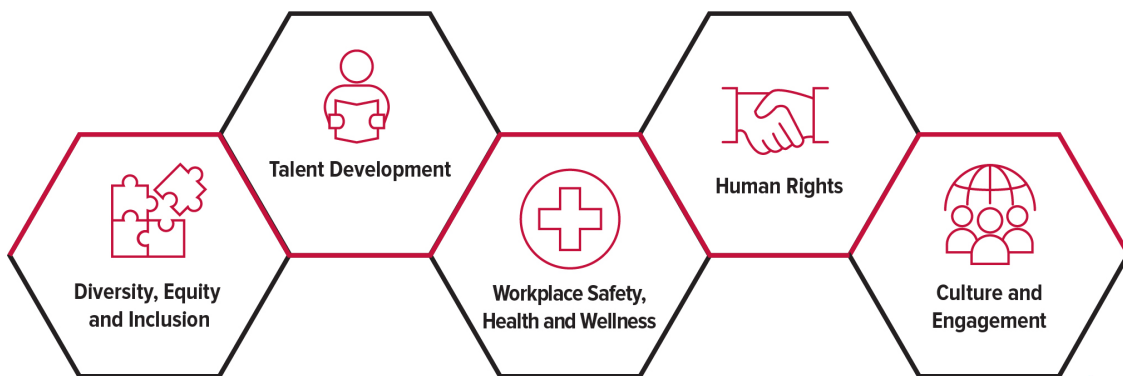 Diversity, Equity
and Inclusion
Talent Development
Workplace Safety,
Health and Wellness
Human Rights
Culture and
Engagement